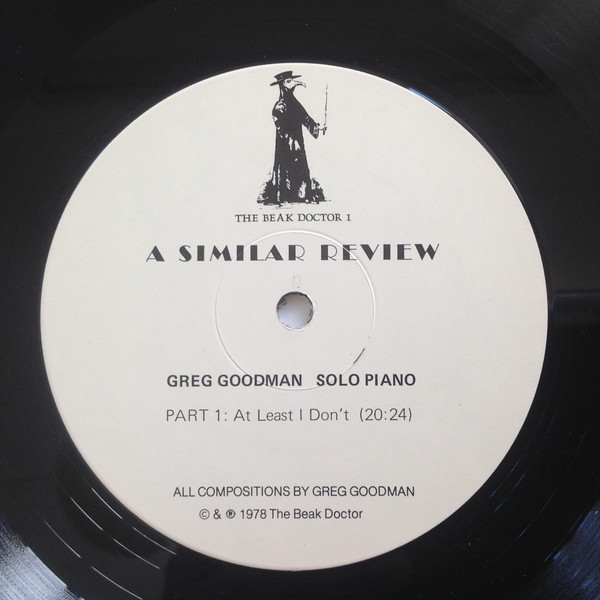 THE BEAK DOCTOR 1
A SIMILAR REVIEW
GREG GOODMAN SOLO PIANO
PART 1: At Least I Don't (20:24)
ALL COMPOSITIONS BY GREG GOODMAN
© & ℗ 1978 The Beak Doctor